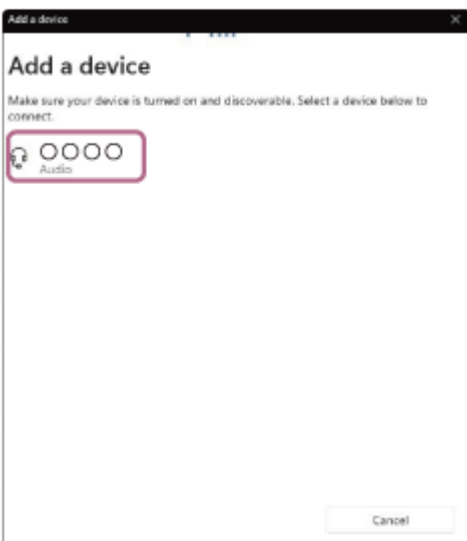 Add a device
Add a device
Make sure your device is turned on and discoverable. Select a device below to
connect.
○○○○
Audio
Cancel